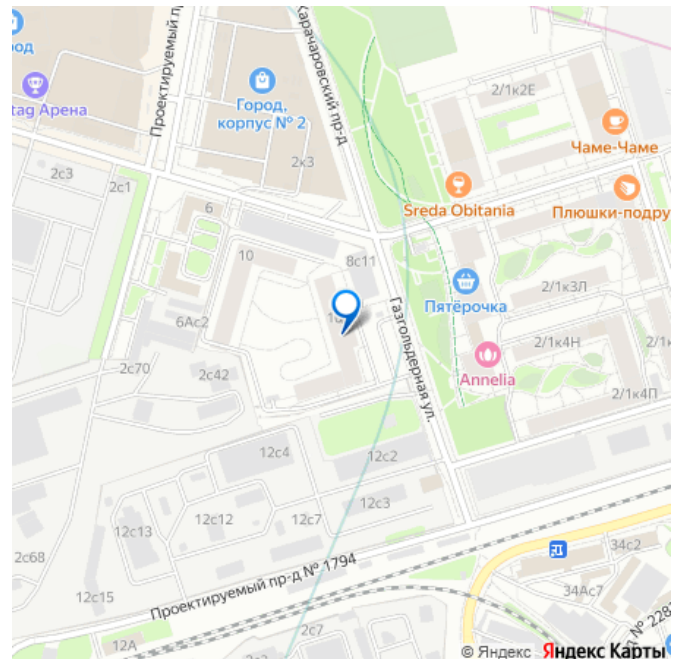 Проектируемый пр
Карачаровский пр-д
од
tag Арена
Город,
корпус № 2
2к3
2/1к2Е
Чаме-Чаме
Sreda Obitania
Плюшки-подру
2с3
2с1
6
10
8с11
Пятёрочка
2/1к3Л
6Ас2
Газгольдерная ул.
Annelia
2/1к4Н
2/1к4П
2с70
2с42
12с4
12с2
12с3
12с13
12с12
12с7
2с68
12с15
Проектируемый пр-д № 1794
34с2
34Ас7
12А
2с7
д № 228
© Яндекс Яндекс Карты